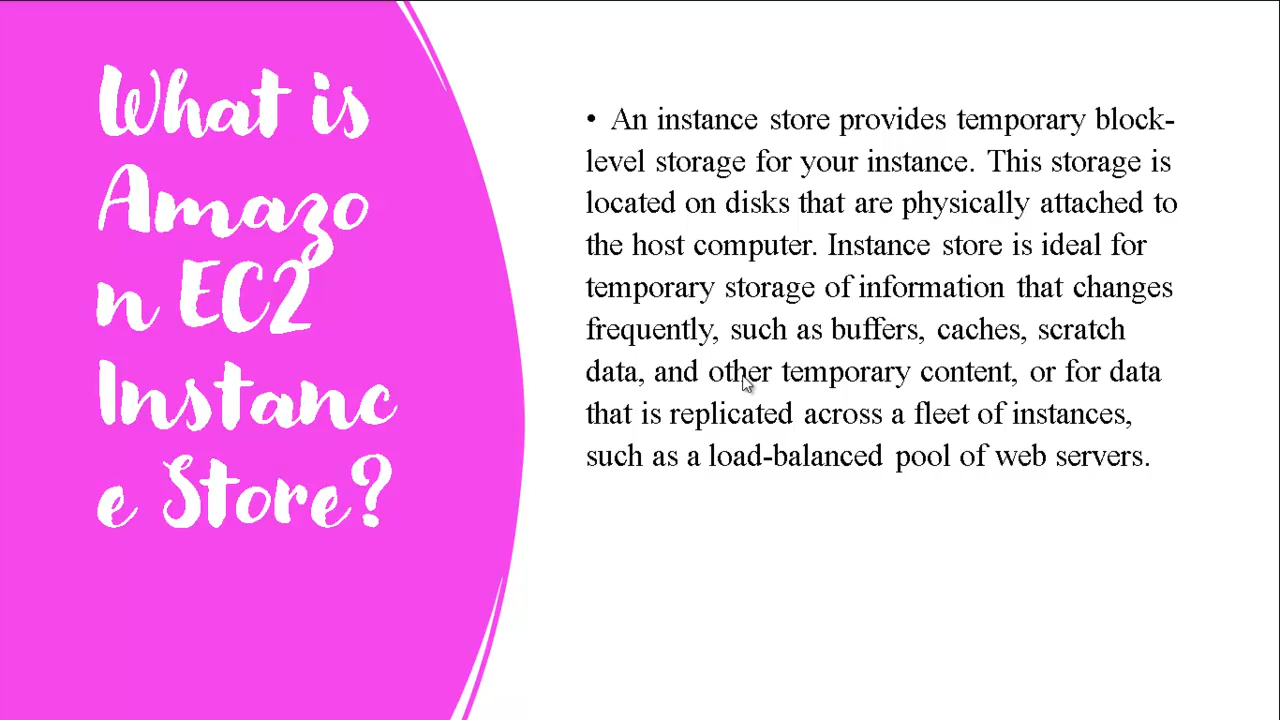 What is
Amazo
n EC2
Instanc
e Store?
• An instance store provides temporary block-
level storage for your instance. This storage is
located on disks that are physically attached to
the host computer. Instance store is ideal for
temporary storage of information that changes
frequently, such as buffers, caches, scratch
data, and other temporary content, or for data
that is replicated across a fleet of instances,
such as a load-balanced pool of web servers.